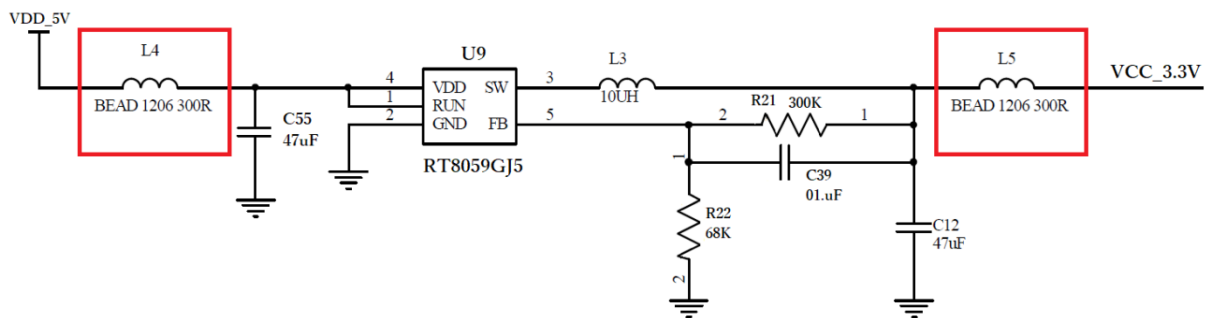 VDD_5V
L4
BEAD 1206 300R
C55
47uF
U9
4
1
2
VDD
RUN
GND
SW
FB
3
5
RT8059GJ5
L3
10UH
R21
300K
2
1
C39
01.uF
1
R22
68K
2
C12
47uF
L5
BEAD 1206 300R
VCC_3.3V